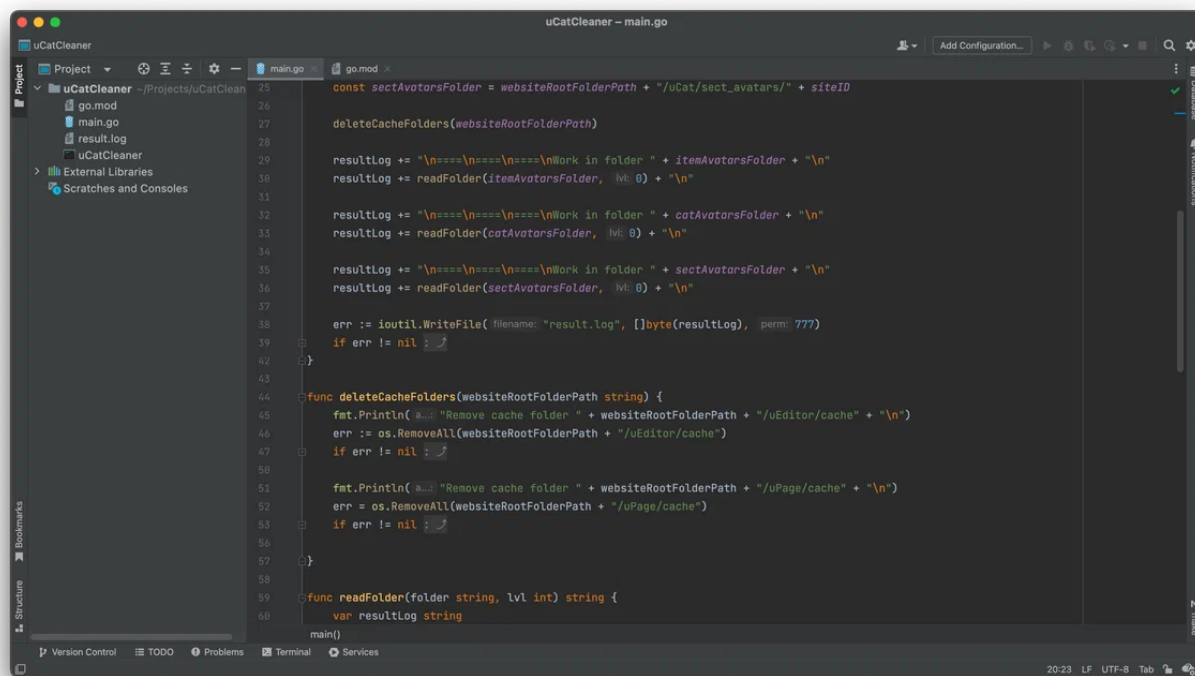 uCatCleaner – main.go
uCatCleaner
Add Configuration...
Project
Project
main.go
go.mod
uCatCleaner ~/Projects/uCatClean
go.mod
main.go
result.log
uCatCleaner
External Libraries
Scratches and Consoles
25 const sectAvatarsFolder = websiteRootFolderPath + "/uCat/sect_avatars/" + siteID
26
27 deleteCacheFolders(websiteRootFolderPath)
28
29 resultLog += "\n====\n====\n====\nWork in folder " + itemAvatarsFolder + "\n"
30 resultLog += readFolder(itemAvatarsFolder, lvl: 0) + "\n"
31
32 resultLog += "\n====\n====\n====\nWork in folder " + catAvatarsFolder + "\n"
33 resultLog += readFolder(catAvatarsFolder, lvl: 0) + "\n"
34
35 resultLog += "\n====\n====\n====\nWork in folder " + sectAvatarsFolder + "\n"
36 resultLog += readFolder(sectAvatarsFolder, lvl: 0) + "\n"
37
38 err := ioutil.WriteFile( filename: "result.log", []byte(resultLog), perm: 777)
39 if err != nil :
42 }
43
44 func deleteCacheFolders(websiteRootFolderPath string) {
45 fmt.Println( a...: "Remove cache folder " + websiteRootFolderPath + "/uEditor/cache" + "\n")
46 err := os.RemoveAll(websiteRootFolderPath + "/uEditor/cache")
47 if err != nil :
50
51 fmt.Println( a...: "Remove cache folder " + websiteRootFolderPath + "/uPage/cache" + "\n")
52 err = os.RemoveAll(websiteRootFolderPath + "/uPage/cache")
53 if err != nil :
56
57 }
58
59 func readFolder(folder string, lvl int) string {
60 var resultLog string
main()
Bookmarks
Structure
Version Control
TODO
Problems
Terminal
Services
20:23 LF UTF-8 Tab